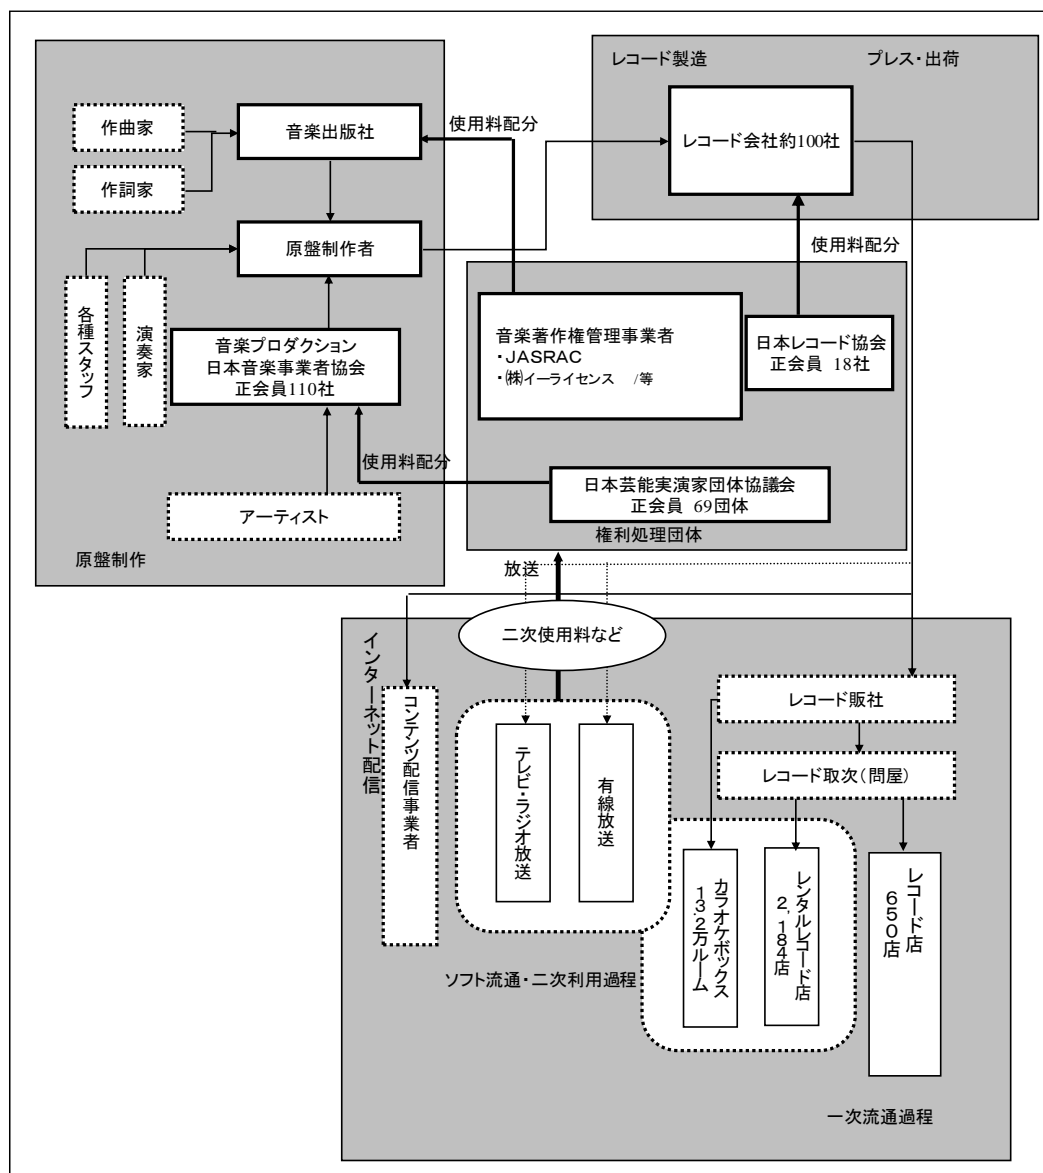 レコード製造
プレス・出荷
作曲家
作詞家
音楽出版社
使用料配分
レコード会社約100社
原盤制作者
使用料配分
各種スタッフ
演奏家
音楽プロダクション
日本音楽事業者協会
正会員110社
音楽著作権管理事業者
・JASRAC
・㈱イーライセンス /等
日本レコード協会
正会員 18社
使用料配分
日本芸能実演家団体協議会
正会員 69団体
アーティスト
原盤制作
権利処理団体
放送
二次使用料など
インターネット配信
コンテンツ配信事業者
テレビ・ラジオ放送
有線放送
レコード販社
レコード取次(問屋)
カラオケボックス
13.2万ルーム
レンタルレコード店
2,184店
レコード店
650店
ソフト流通・二次利用過程
一次流通過程